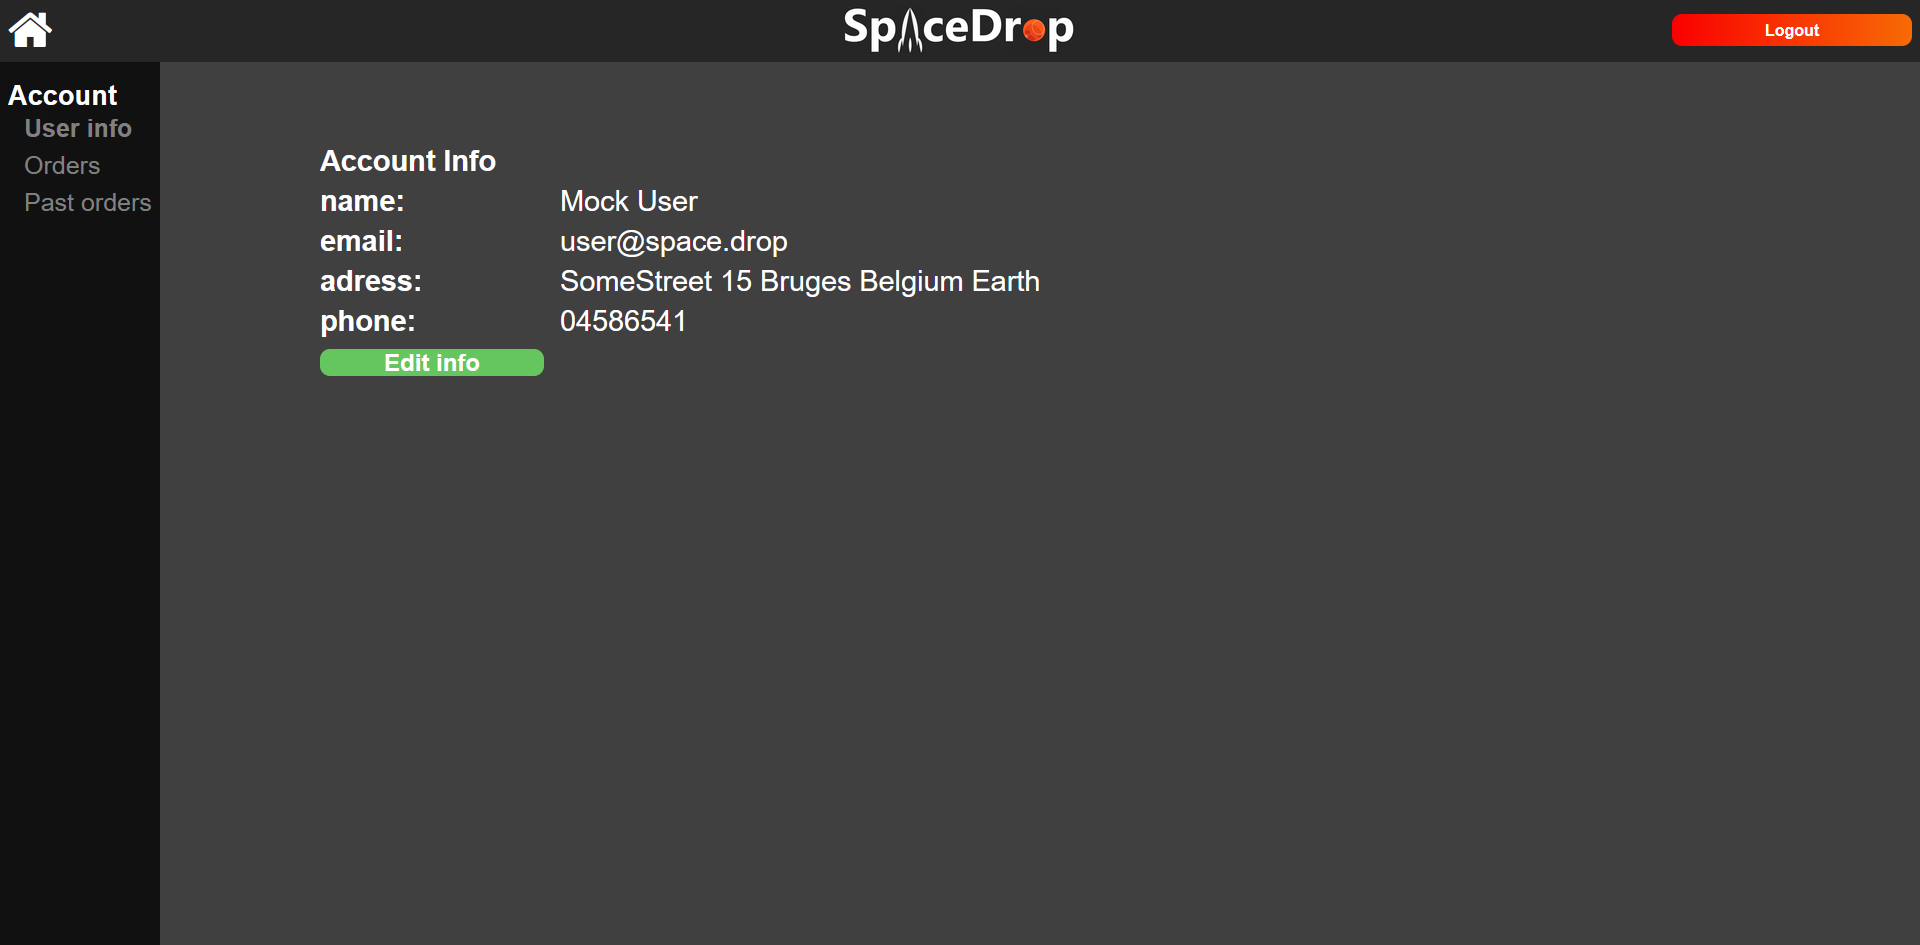 SpaceDrop
Logout
Account
User info
Orders
Past orders
Account Info
name: Mock User
email: user@space.drop
adress: SomeStreet 15 Bruges Belgium Earth
phone: 04586541
Edit info